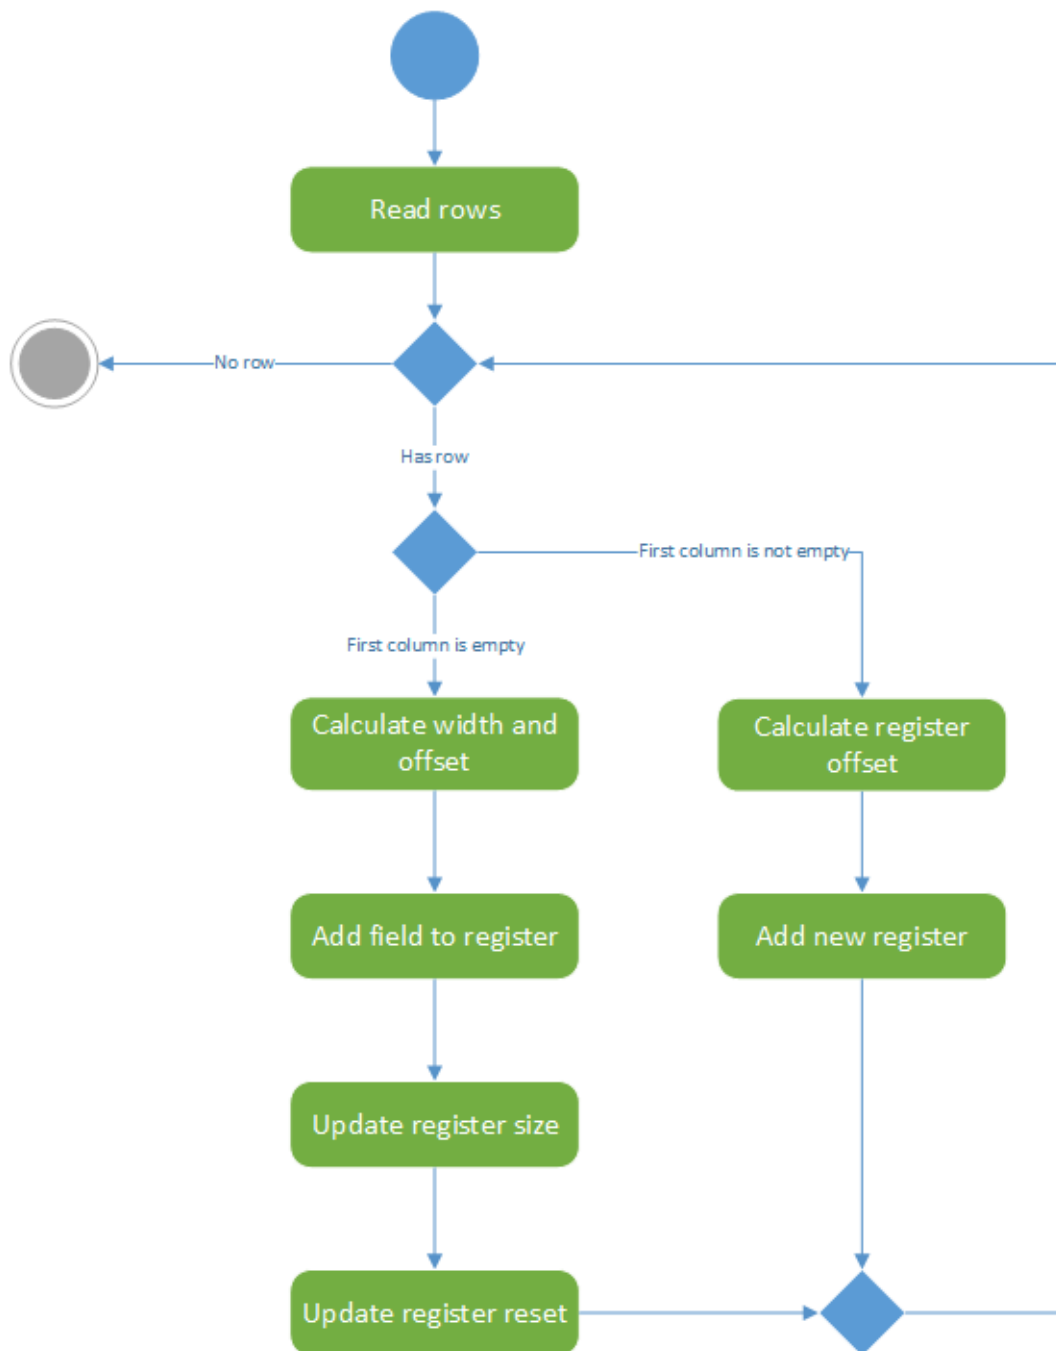 Read rows
No row
Has row
First column is not empty
First column is empty
Calculate width and
offset
Calculate register
offset
Add field to register
Add new register
Update register size
Update register reset